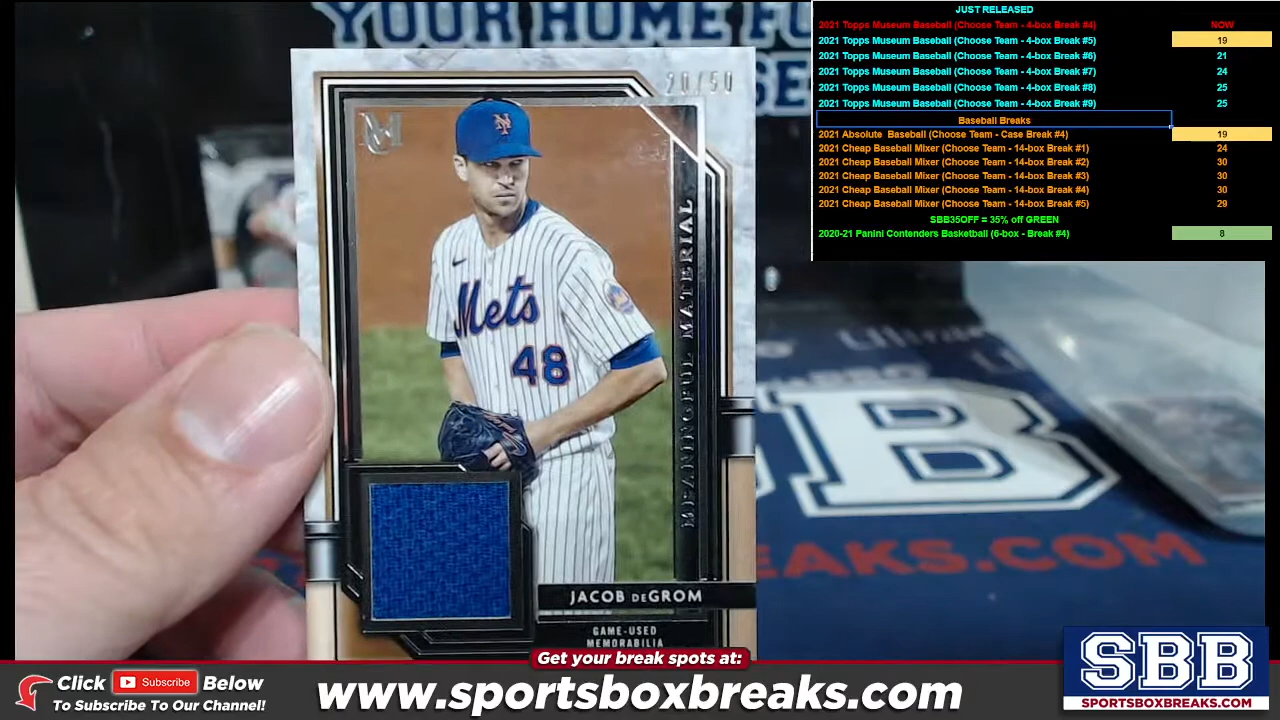 YOUR HOME FO
SE
20/50
Mets
48
MEANINGFUL MATERIAL
JACOB DEGROM
GAME-USED
MEMORABILIA
B
EAKS.COM
JUST RELEASED
2021 Topps Museum Baseball (Choose Team - 4-box Break #4) NOW
2021 Topps Museum Baseball (Choose Team - 4-box Break #5) 19
2021 Topps Museum Baseball (Choose Team - 4-box Break #6) 21
2021 Topps Museum Baseball (Choose Team - 4-box Break #7) 24
2021 Topps Museum Baseball (Choose Team - 4-box Break #8) 25
2021 Topps Museum Baseball (Choose Team - 4-box Break #9) 25
Baseball Breaks
2021 Absolute Baseball (Choose Team - Case Break #4) 19
2021 Cheap Baseball Mixer (Choose Team - 14-box Break #1) 24
2021 Cheap Baseball Mixer (Choose Team - 14-box Break #2) 30
2021 Cheap Baseball Mixer (Choose Team - 14-box Break #3) 30
2021 Cheap Baseball Mixer (Choose Team - 14-box Break #4) 30
2021 Cheap Baseball Mixer (Choose Team - 14-box Break #5) 29
SBB35OFF = 35% off GREEN
2020-21 Panini Contenders Basketball (6-box - Break #4) 8
Get your break spots at:
Click Subscribe Below
To Subscribe To Our Channel!
www.sportsboxbreaks.com
SBB
SPORTSBOXBREAKS.COM